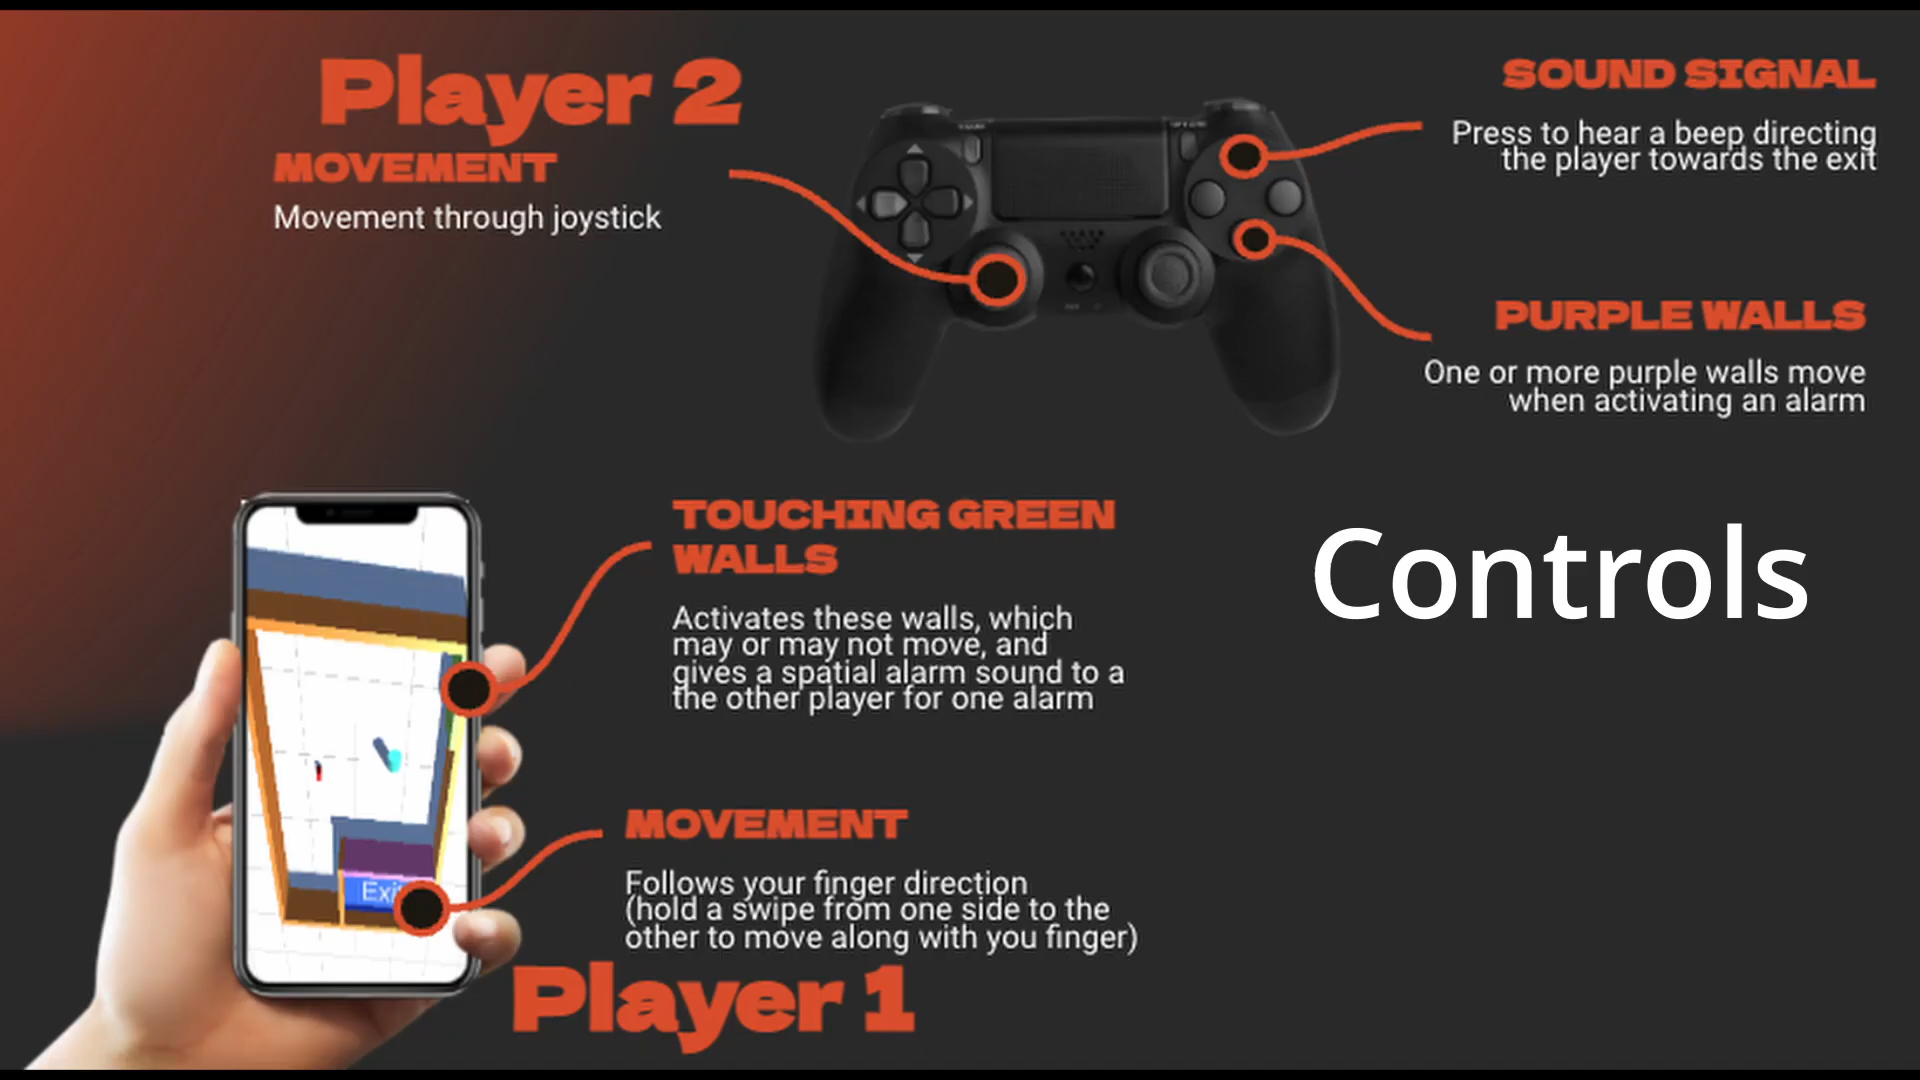 Player 2
MOVEMENT
Movement through joystick
SOUND SIGNAL
Press to hear a beep directing
the player towards the exit
PURPLE WALLS
One or more purple walls move
when activating an alarm
TOUCHING GREEN
WALLS
Activates these walls, which
may or may not move, and
gives a spatial alarm sound to a
the other player for one alarm
Controls
MOVEMENT
Follows your finger direction
(hold a swipe from one side to the
other to move along with you finger)
Exit
Player 1